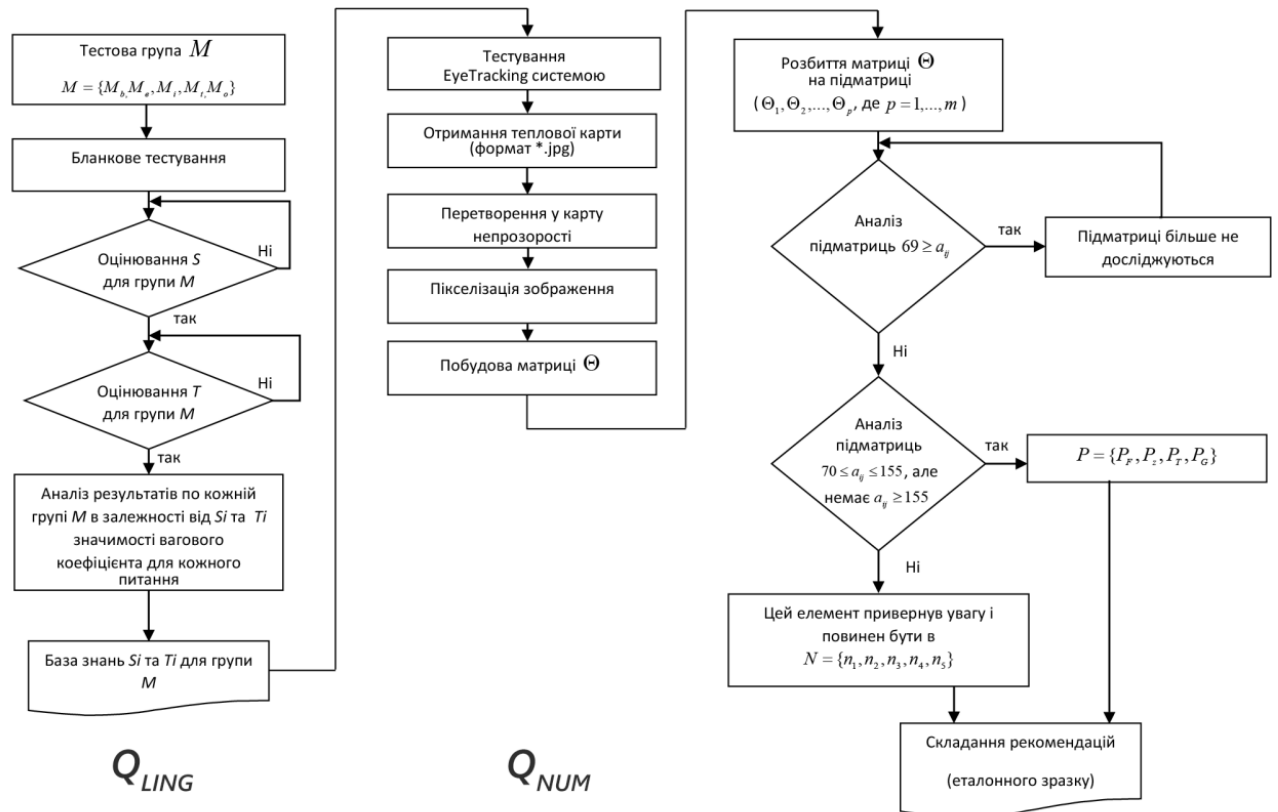 Тестова група M
M = {M_b, M_e, M_i, M_t, M_o}
Бланкове тестування
Ні
Оцінювання S
для групи M
так
Ні
Оцінювання T
для групи M
так
Аналіз результатів по кожній
групі M в залежності від Si та Ti
значимості вагового
коефіцієнта для кожного
питання
База знань Si та Ti для групи
M
Q_LING
Тестування
EyeTracking системою
Отримання теплової карти
(формат *.jpg)
Перетворення у карту
непрозорості
Пікселізація зображення
Побудова матриці Θ
Q_NUM
Розбиття матриці Θ
на підматриці
(Θ_1, Θ_2, ..., Θ_p, де p = 1, ..., m)
Аналіз
підматриць 69 ≥ a_ij
так
Підматриці більше не
досліджуються
Ні
Аналіз
підматриць
70 ≤ a_ij ≤ 155, але
немає a_ij ≥ 155
так
P = {P_F, P_z, P_T, P_G}
Ні
Цей елемент привернув увагу і
повинен бути в
N = {n_1, n_2, n_3, n_4, n_5}
Складання рекомендацій
(еталонного зразку)